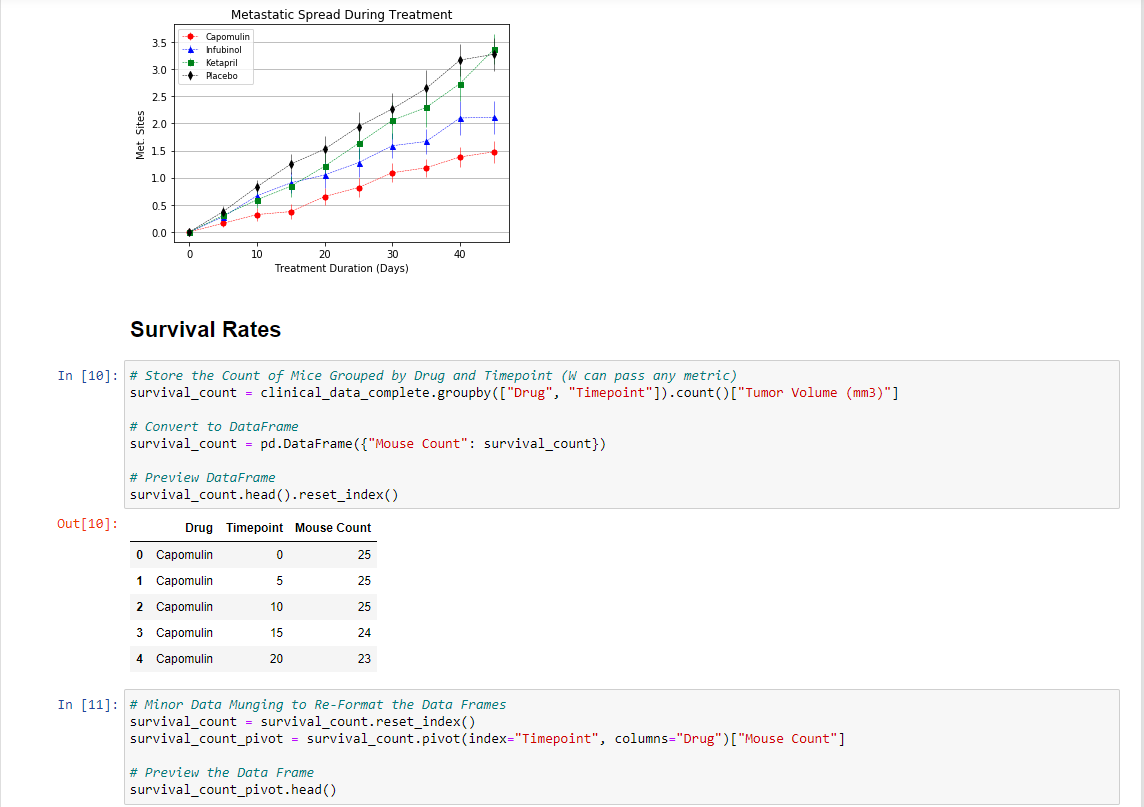 Metastatic Spread During Treatment
Capomulin
Infubinol
Ketapril
Placebo
3.5
3.0
2.5
2.0
1.5
1.0
0.5
0.0
Met. Sites
0 10 20 30 40
Treatment Duration (Days)
Survival Rates
In [10]: # Store the Count of Mice Grouped by Drug and Timepoint (W can pass any metric)
survival_count = clinical_data_complete.groupby(["Drug", "Timepoint"]).count()["Tumor Volume (mm3)"]
# Convert to DataFrame
survival_count = pd.DataFrame({"Mouse Count": survival_count})
# Preview DataFrame
survival_count.head().reset_index()
Out[10]:
Drug Timepoint Mouse Count
0 Capomulin 0 25
1 Capomulin 5 25
2 Capomulin 10 25
3 Capomulin 15 24
4 Capomulin 20 23
In [11]: # Minor Data Munging to Re-Format the Data Frames
survival_count = survival_count.reset_index()
survival_count_pivot = survival_count.pivot(index="Timepoint", columns="Drug")["Mouse Count"]
# Preview the Data Frame
survival_count_pivot.head()